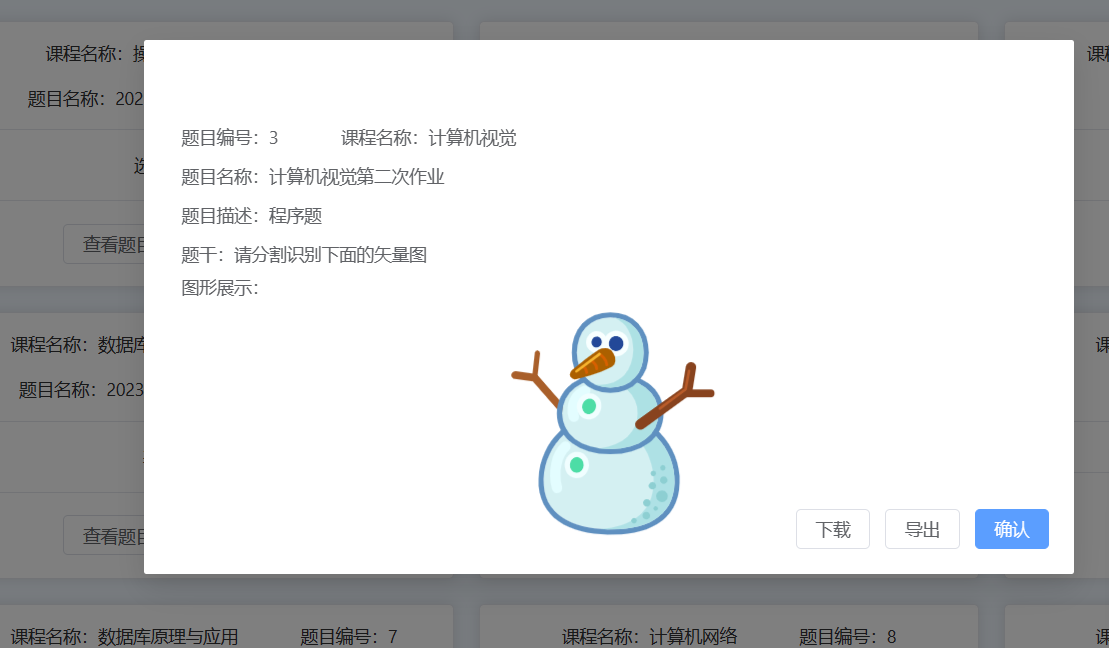 课程名称：
课
题目名称：202
题目编号：3 课程名称：计算机视觉
题目名称：计算机视觉第二次作业
题目描述：程序题
题干：请分割识别下面的矢量图
图形展示：
查看题
课程名称：数据库
课
题目名称：2023
查看题
下载 导出 确认
课程名称：数据库原理与应用 题目编号：7 课程名称：计算机网络 题目编号：8
课